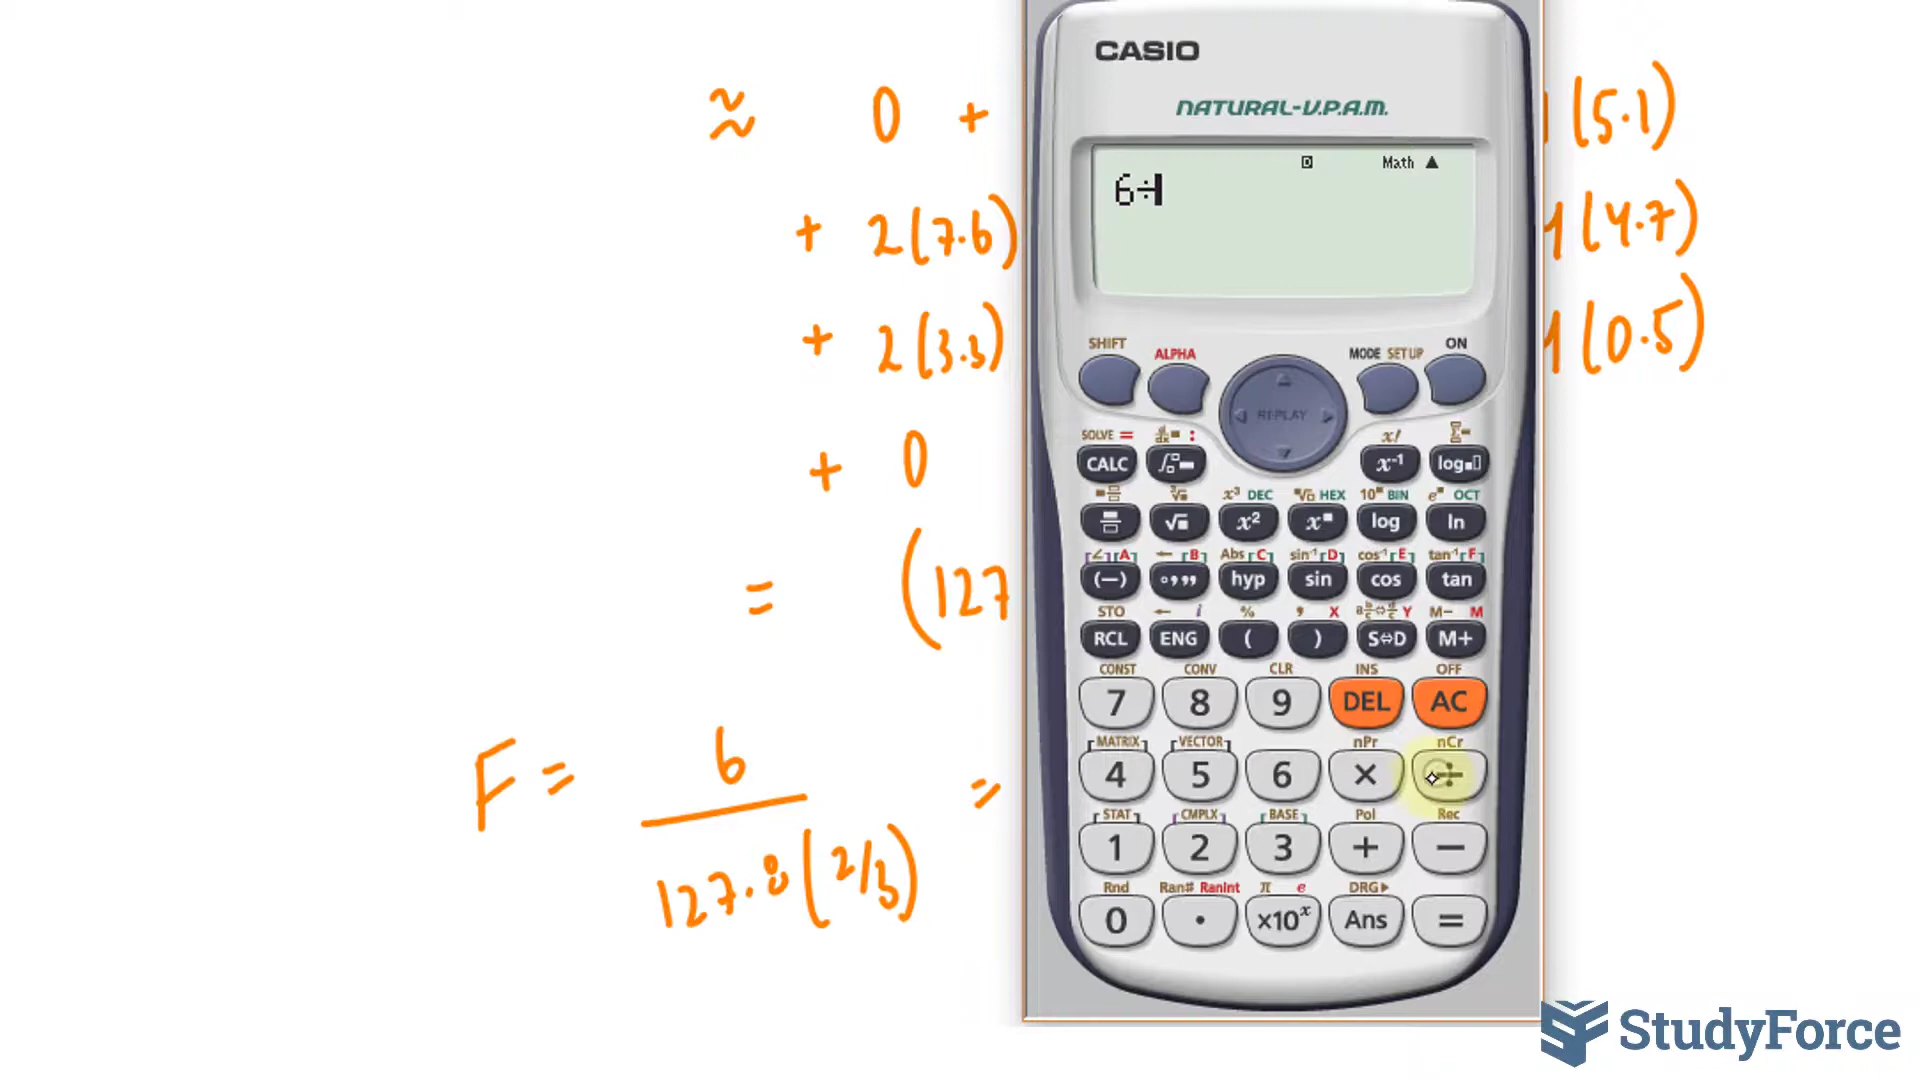 CASIO
NATURAL-V.P.A.M.
≈ 0 + (5.1)
D Math ▲
6÷
+ 2(7.6) (4.7)
+ 2(3.3) (0.5)
SHIFT ALPHA MODE SETUP ON
REPLAY
+ 0
SOLVE = d/dx : x! Σ
CALC ∫ x⁻¹ log
x³ DEC HEX 10 BIN e OCT
√ x² x log ln
∠ A ← B Abs C sin⁻¹ D cos⁻¹ E tan⁻¹ F
= (127
(−) °,,, hyp sin cos tan
STO ← i % , X a b/c⇔d/c Y M− M
RCL ENG ( ) S⇔D M+
CONST CONV CLR INS OFF
7 8 9 DEL AC
MATRIX VECTOR nPr nCr
F = 6/127.8(2/3) =
4 5 6 × ÷
STAT CMPLX BASE Pol Rec
1 2 3 + −
Rnd Ran# RanInt π e DRG▶
0 . ×10ˣ Ans =
StudyForce